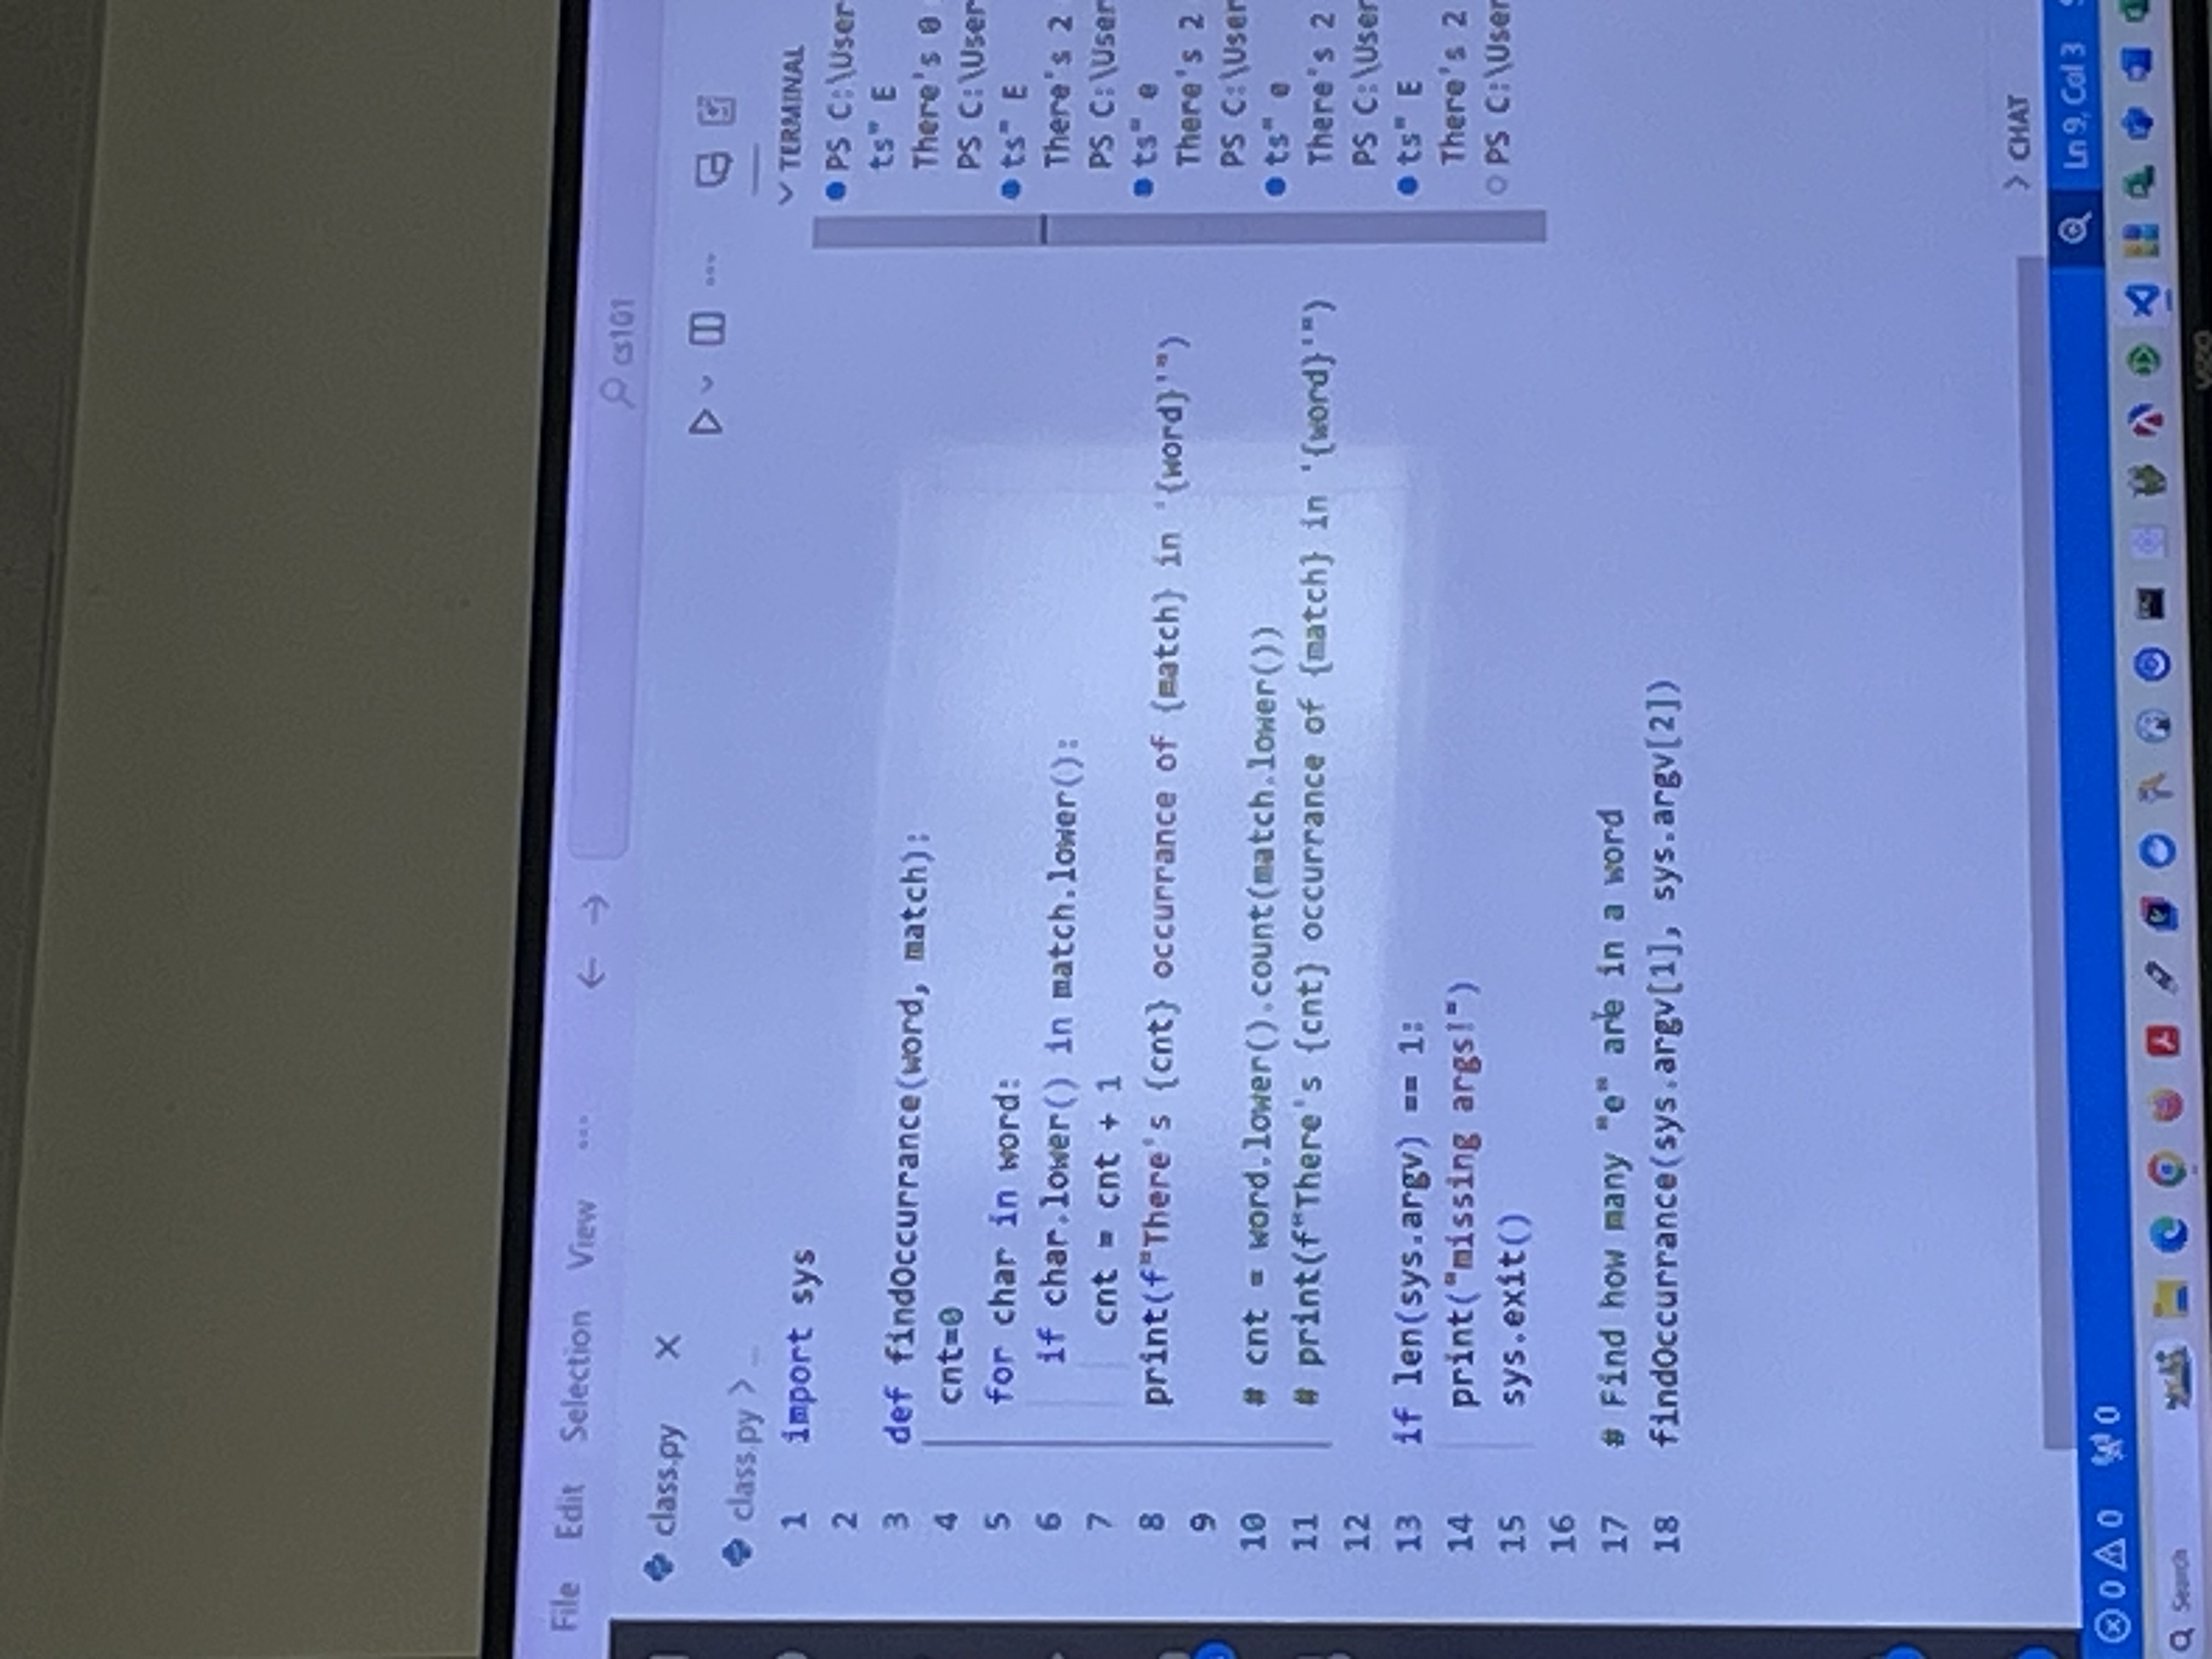 File Edit Selection View ... cs101
class.py
class.py > ...
1 import sys
2
3 def findOccurrance(word, match):
4 cnt=0
5 for char in word:
6 if char.lower() in match.lower():
7 cnt = cnt + 1
8 print(f"There's {cnt} occurrance of {match} in '{word}'")
9
10 # cnt = word.lower().count(match.lower())
11 # print(f"There's {cnt} occurrance of {match} in '{word}'")
12
13 if len(sys.argv) == 1:
14 print("missing args!")
15 sys.exit()
16
17 # Find how many "e" are in a word
18 findOccurrance(sys.argv[1], sys.argv[2])
TERMINAL
PS C:\User
ts" E
There's 0
PS C:\User
ts" E
There's 2
PS C:\User
ts" e
There's 2
PS C:\User
ts" e
There's 2
PS C:\User
ts" E
There's 2
PS C:\User
CHAT
0 0 0 Ln 9, Col 3
Search